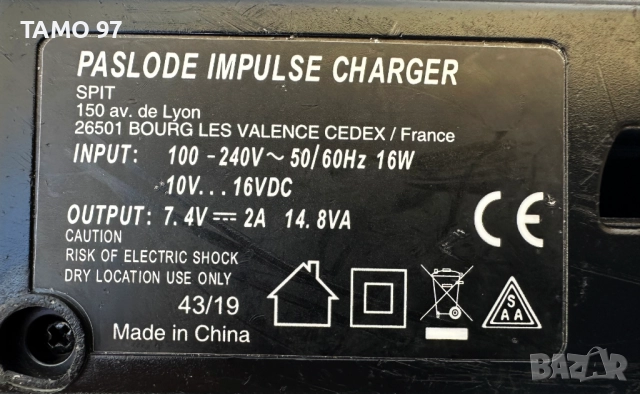 TAMO 97
PASLODE IMPULSE CHARGER
SPIT
150 av. de Lyon
26501 BOURG LES VALENCE CEDEX / France
INPUT: 100 -240V～ 50/60Hz 16W
10V...16VDC
OUTPUT: 7.4V⎓ 2A 14.8VA
CAUTION
RISK OF ELECTRIC SHOCK
DRY LOCATION USE ONLY
CE
43/19
S
AA
Made in China
BAZAR